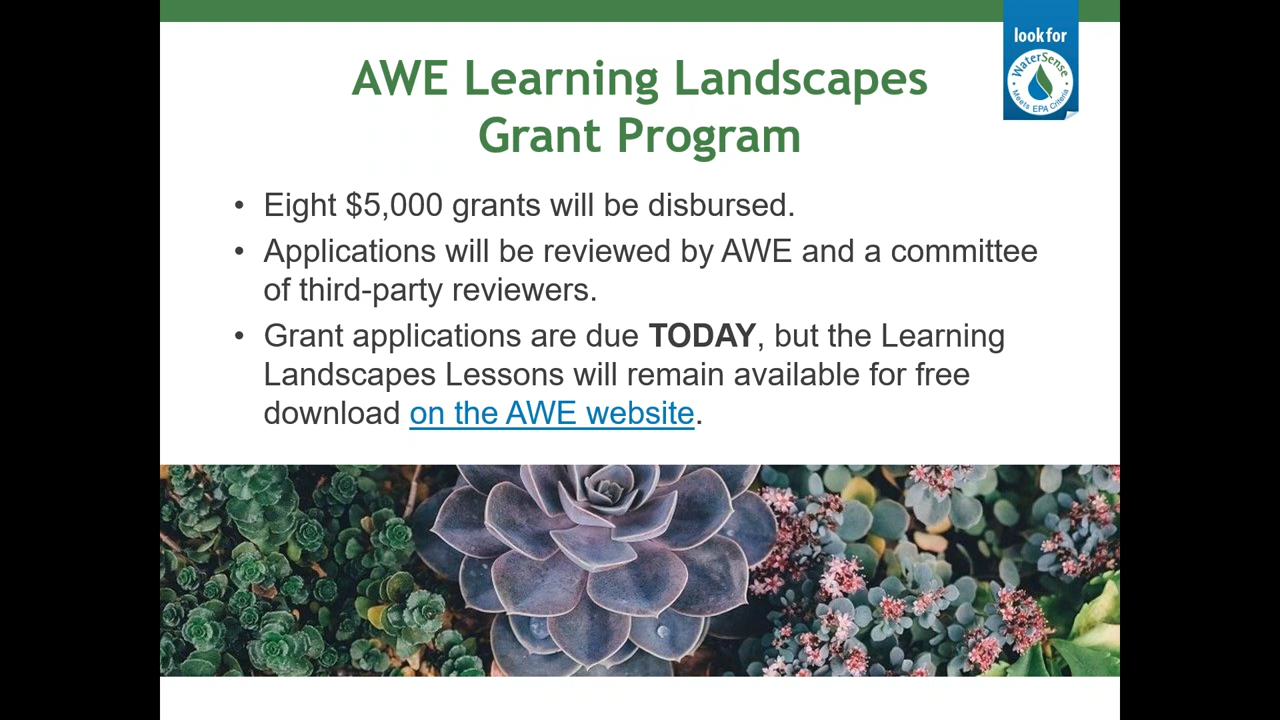 look for
WaterSense
Meets EPA Criteria
AWE Learning Landscapes
Grant Program
• Eight $5,000 grants will be disbursed.
• Applications will be reviewed by AWE and a committee
of third-party reviewers.
• Grant applications are due TODAY, but the Learning
Landscapes Lessons will remain available for free
download on the AWE website.